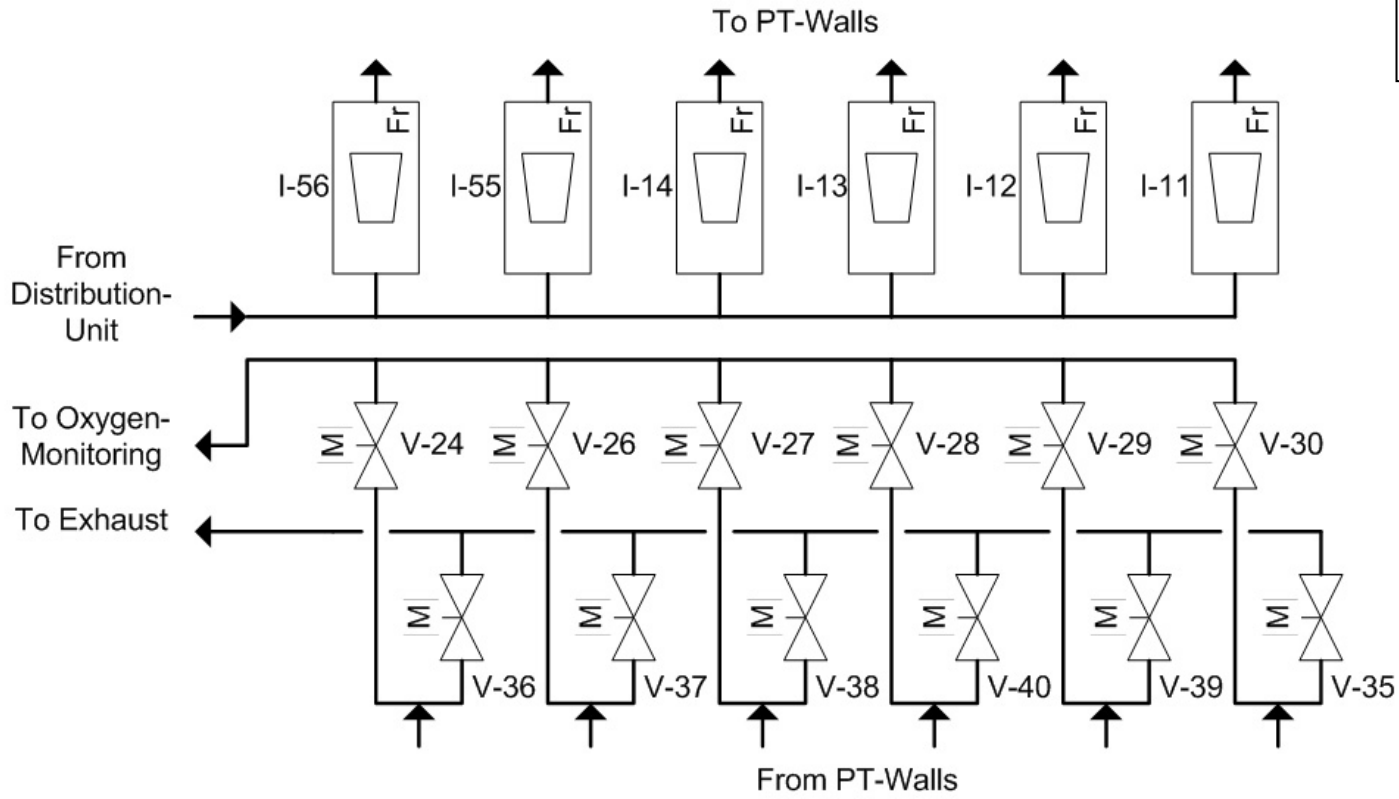 To PT-Walls
Fr Fr Fr Fr Fr Fr
I-56 I-55 I-14 I-13 I-12 I-11
From
Distribution-
Unit
To Oxygen-
Monitoring
M V-24 M V-26 M V-27 M V-28 M V-29 M V-30
To Exhaust
M M M M M M
V-36 V-37 V-38 V-40 V-39 V-35
From PT-Walls